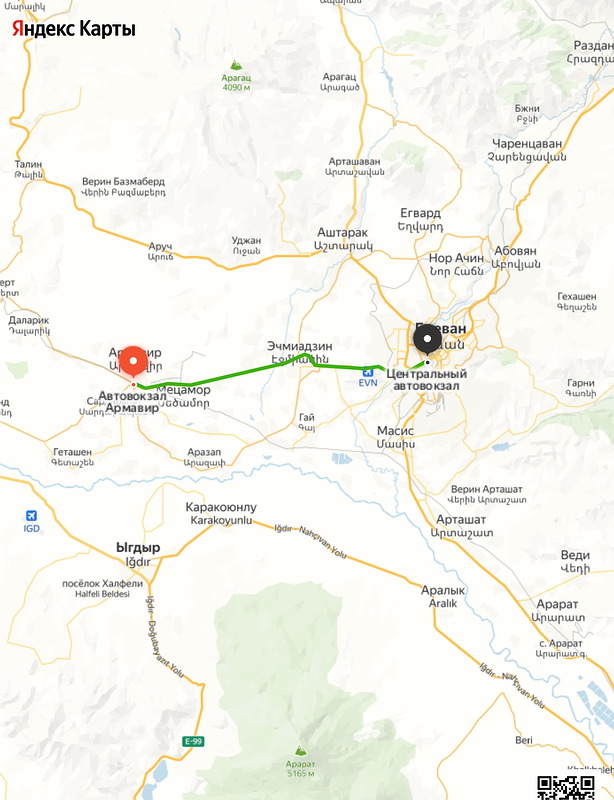 Маралик
Մարալիկ
Яндекс Карты
Раздан
Հրազդան
Арагац
4090 м
Арагац
Արագած
Бжни
Բջնի
Чаренцаван
Չարենցավան
Талин
Թալին
Верин Базмаберд
Վերին Բազմաբերդ
Арташаван
Արտաշավան
Егвард
Եղվարդ
Аштарак
Աշտարակ
Уджан
Ուջան
Аруч
Արուճ
Нор Ачин
Նոր Հաճն
Абовян
Աբովյան
Гехашен
Գեղաշեն
Даларик
Դալարիկ
Ереван
Эчмиадзин
Էջմիածին
Армавир
EVN
Центральный
автовокзал
Гарни
Գառնի
Автовокзал
Армавир
Мецамор
Մեծամոր
Гай
Գայ
Масис
Մասիս
Геташен
Գետաշեն
Аразап
Արազափ
Верин Арташат
Վերին Արտաշատ
Каракоюнлу
Karakoyunlu
Арташат
Արտաշատ
IGD
Iğdır - Nahçıvan Yolu
Ыгдыр
Iğdır
Веди
Վեդի
посёлок Халфели
Halfeli Beldesi
Аралык
Aralık
Арарат
Արարատ
Iğdır - Doğubayazıt Yolu
с. Арарат
Արարատ գ.
Iğdır - Nahçıvan Yolu
E-99
Beri
Арарат
5165 м